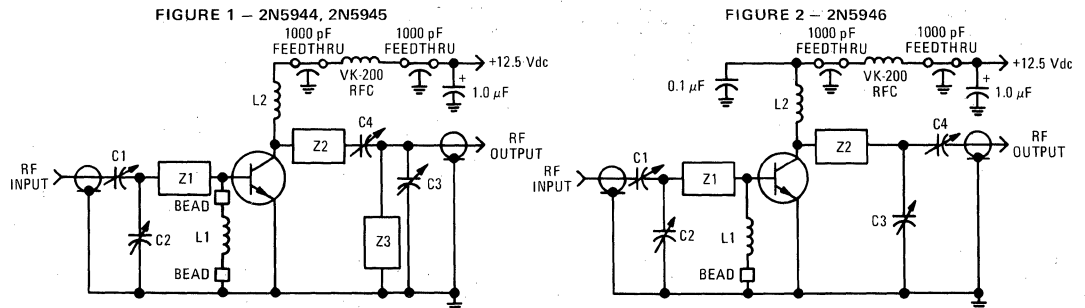 FIGURE 1 – 2N5944, 2N5945
1000 pF
FEEDTHRU
1000 pF
FEEDTHRU
+12.5 Vdc
VK-200
RFC
+
1.0 µF
L2
C4
Z2
RF
OUTPUT
C1
RF
INPUT
Z1
C3
BEAD
C2
L1
Z3
BEAD
FIGURE 2 – 2N5946
1000 pF
FEEDTHRU
1000 pF
FEEDTHRU
+12.5 Vdc
0.1 µF
VK-200
RFC
+
1.0 µF
L2
C4
Z2
RF
OUTPUT
C1
RF
INPUT
Z1
C3
C2
L1
BEAD